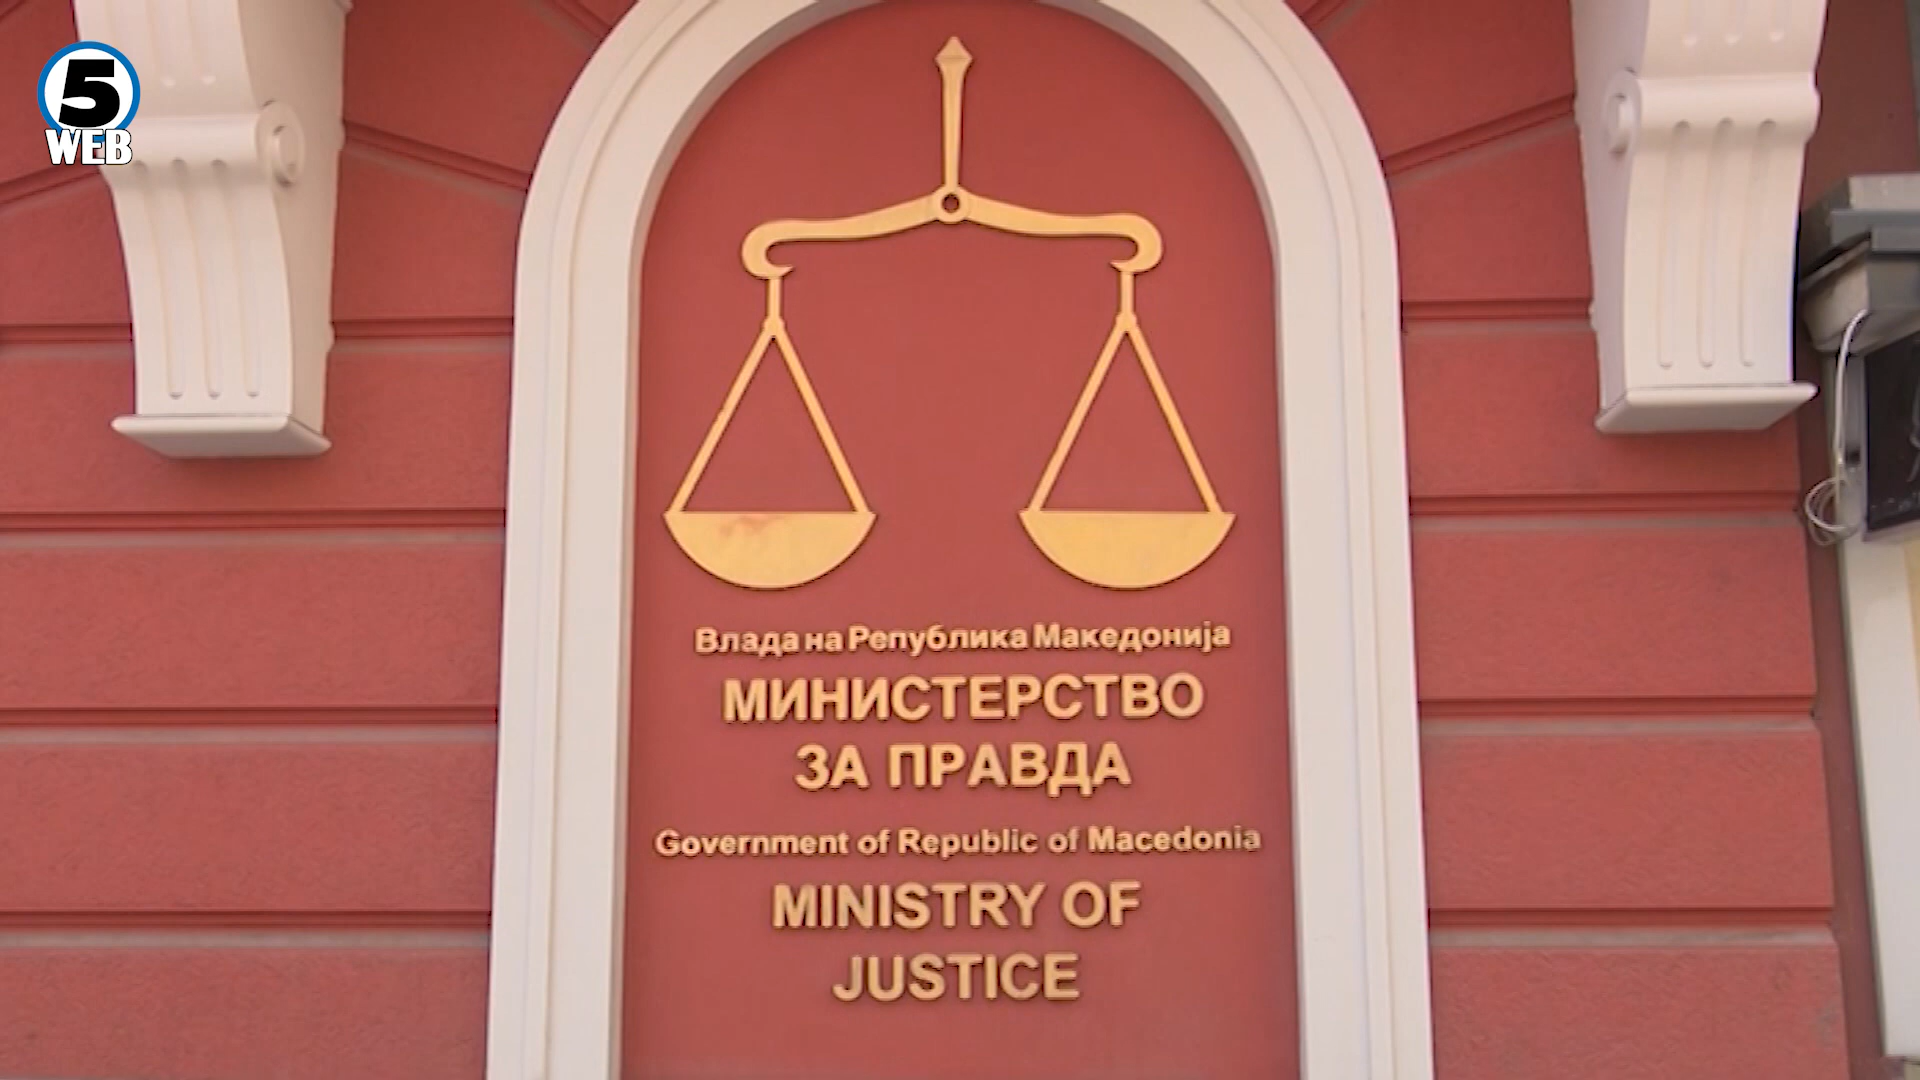 5
WEB
Влада на Република Македонија
МИНИСТЕРСТВО
ЗА ПРАВДА
Government of Republic of Macedonia
MINISTRY OF
JUSTICE